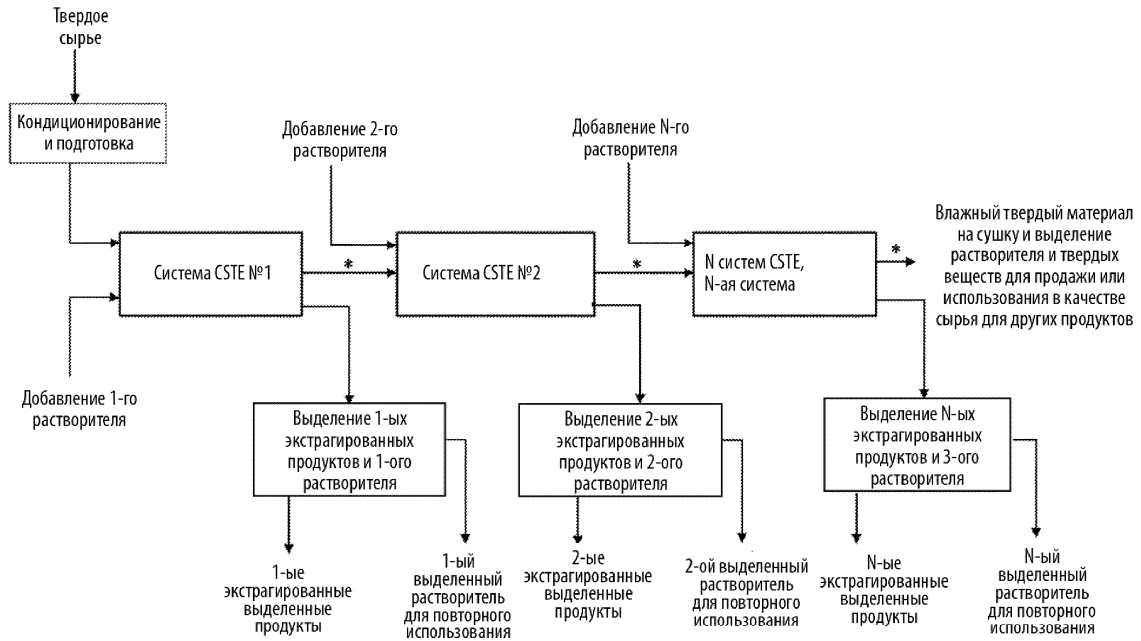 Твердое
сырье
Кондиционирование
и подготовка
Добавление 2-го
растворителя
Добавление N-го
растворителя
Система CSTE №1
*
Система CSTE №2
*
N систем CSTE,
N-ая система
*
Влажный твердый материал
на сушку и выделение
растворителя и твердых
веществ для продажи или
использования в качестве
сырья для других продуктов
Добавление 1-го
растворителя
Выделение 1-ых
экстрагированных
продуктов и 1-ого
растворителя
Выделение 2-ых
экстрагированных
продуктов и 2-ого
растворителя
Выделение N-ых
экстрагированных
продуктов и 3-ого
растворителя
1-ые
экстрагированные
выделенные
продукты
1-ый
выделенный
растворитель
для повторного
использования
2-ые
экстрагированные
выделенные
продукты
2-ой выделенный
растворитель
для повторного
использования
N-ые
экстрагированные
выделенные
продукты
N-ый
выделенный
растворитель
для повторного
использования